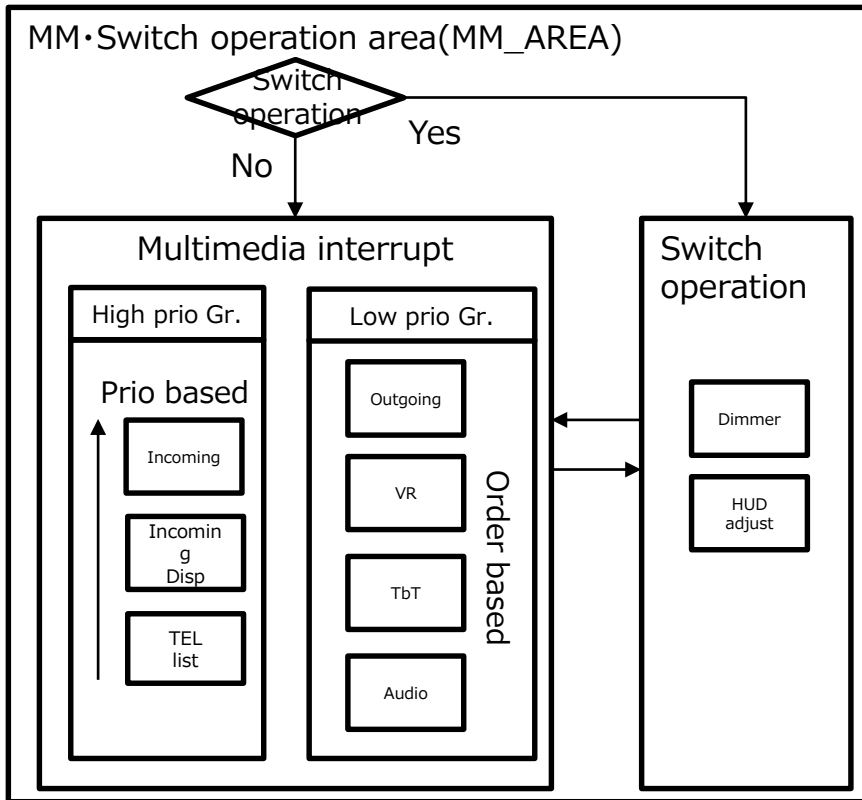 MM・Switch operation area(MM_AREA)
Switch
operation
Yes
No
Multimedia interrupt
High prio Gr.
Prio based
Incoming
Incomin
g
Disp
TEL
list
Low prio Gr.
Outgoing
VR
TbT
Audio
Order based
Switch
operation
Dimmer
HUD
adjust